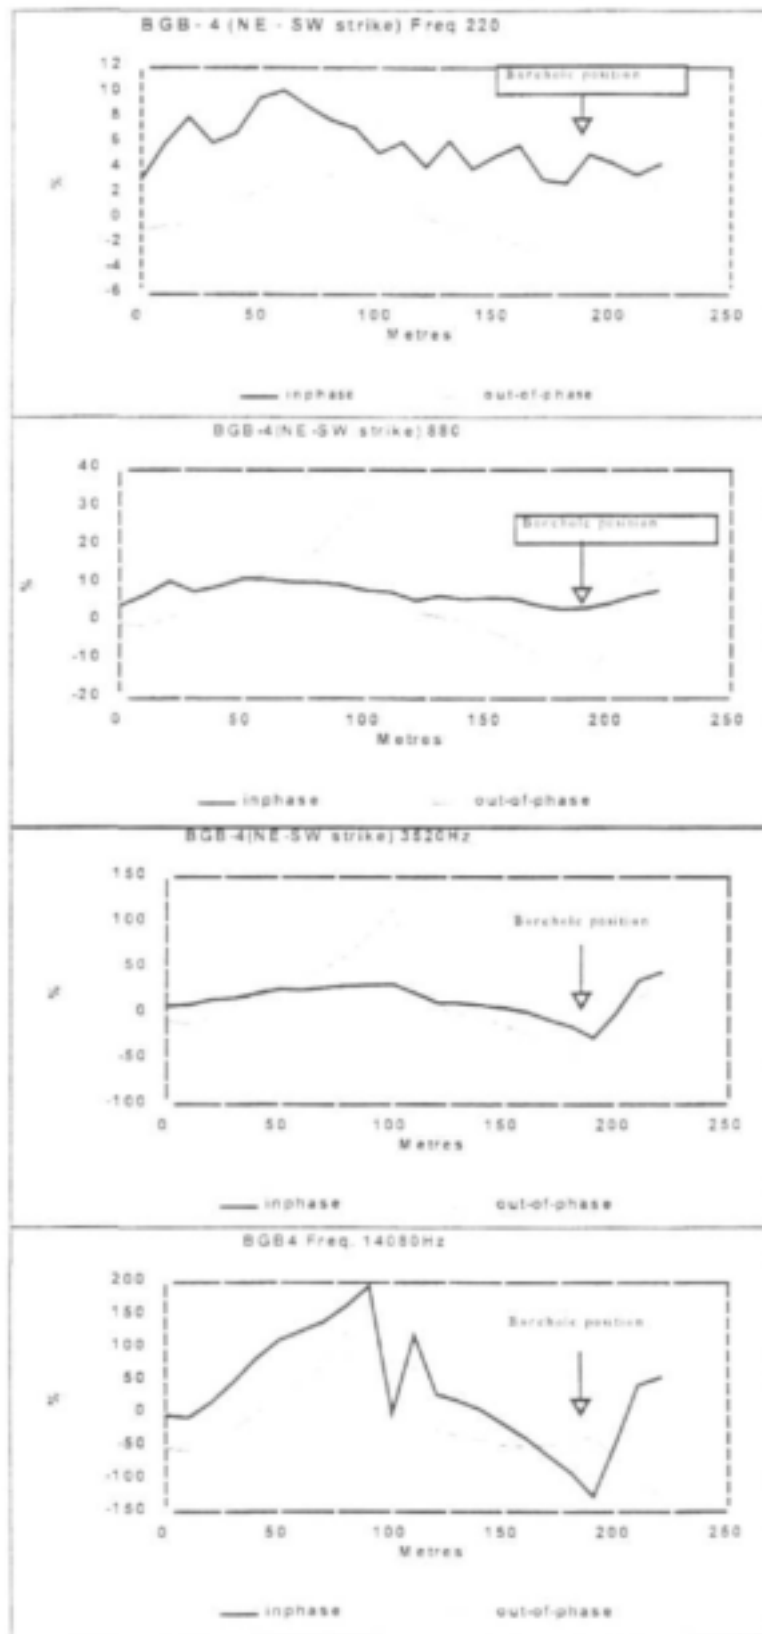 BGB- 4 (NE - SW strike) Freq 220
12
10
8
6
4
2
0
-2
-4
-6
%
Borehole position
0 50 100 150 200 250
Metres
inphase out-of-phase
BGB-4(NE-SW strike) 880
40
30
20
10
0
-10
-20
%
Borehole position
0 50 100 150 200 250
Metres
inphase out-of-phase
BGB-4(NE-SW strike) 3520Hz
150
100
50
0
-50
-100
%
Borehole position
0 50 100 150 200 250
Metres
inphase out-of-phase
BGB4 Freq. 14080Hz
200
150
100
50
0
-50
-100
-150
%
Borehole position
0 50 100 150 200 250
Metres
inphase out-of-phase